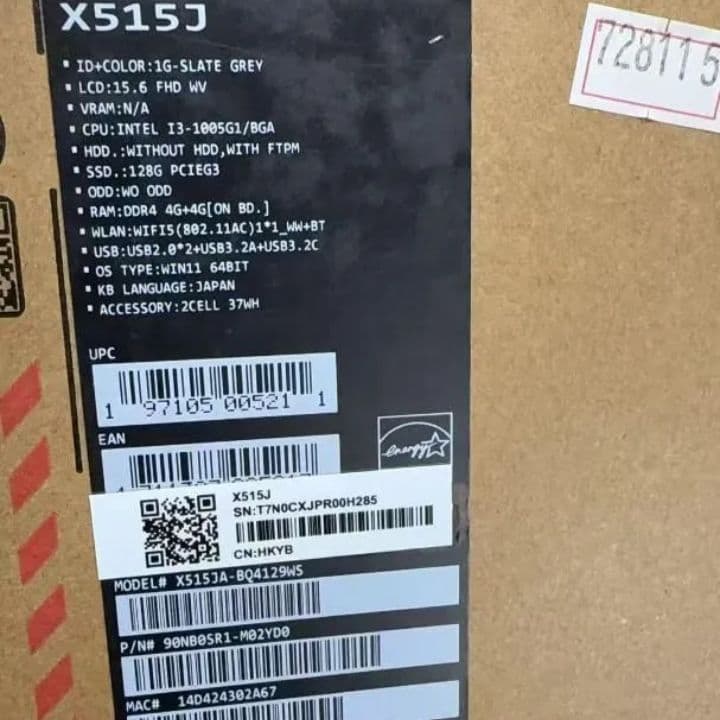 X515J
728115
▪ ID+COLOR:1G-SLATE GREY
▪ LCD:15.6 FHD WV
▪ VRAM:N/A
▪ CPU:INTEL I3-1005G1/BGA
▪ HDD.:WITHOUT HDD,WITH FTPM
▪ SSD.:128G PCIEG3
▪ ODD:WO ODD
▪ RAM:DDR4 4G+4G[ON BD.]
▪ WLAN:WIFI5(802.11AC)1*1_WW+BT
▪ USB:USB2.0*2+USB3.2A+USB3.2C
▪ OS TYPE:WIN11 64BIT
▪ KB LANGUAGE:JAPAN
▪ ACCESSORY:2CELL 37WH
UPC
1 97105 00521 1
EAN
energy
X515J
SN:T7N0CXJPR00H285
CN:HKYB
MODEL# X515JA-BQ4129WS
P/N# 90NB0SR1-M02YD0
MAC# 14D424302A67